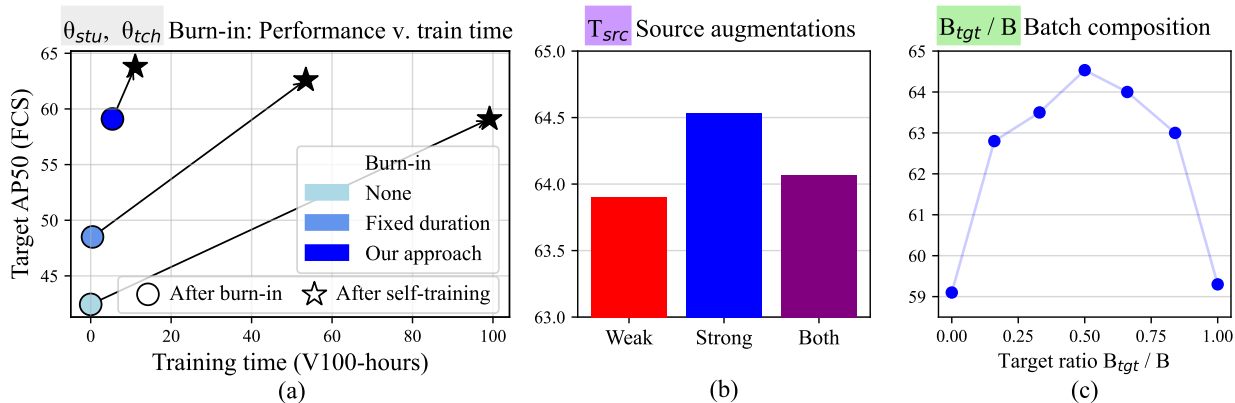 θstu, θtch Burn-in: Performance v. train time
65
60
55
50
45
Target AP50 (FCS)
Burn-in
None
Fixed duration
Our approach
After burn-in After self-training
0 20 40 60 80 100
Training time (V100-hours)
(a)
Tsrc Source augmentations
65.0
64.5
64.0
63.5
63.0
Weak Strong Both
(b)
Btgt / B Batch composition
65
64
63
62
61
60
59
0.00 0.25 0.50 0.75 1.00
Target ratio Btgt / B
(c)